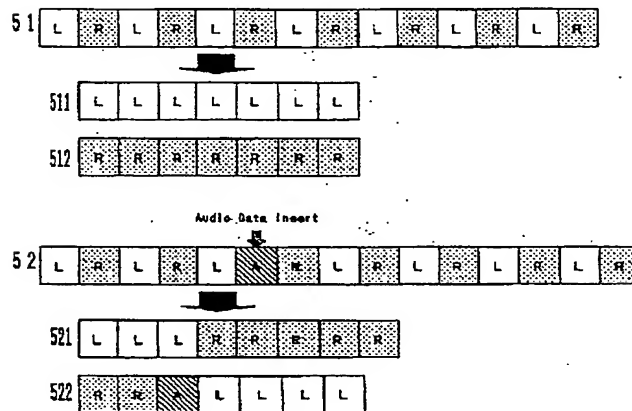 51 L R L R L R L R L R L R L R
511 L L L L L L L
512 R R R R R R R
Audio Data Insert
52 L R L R L A R L R L R L R L R
521 L L L R R R R R
522 R R A L L L L